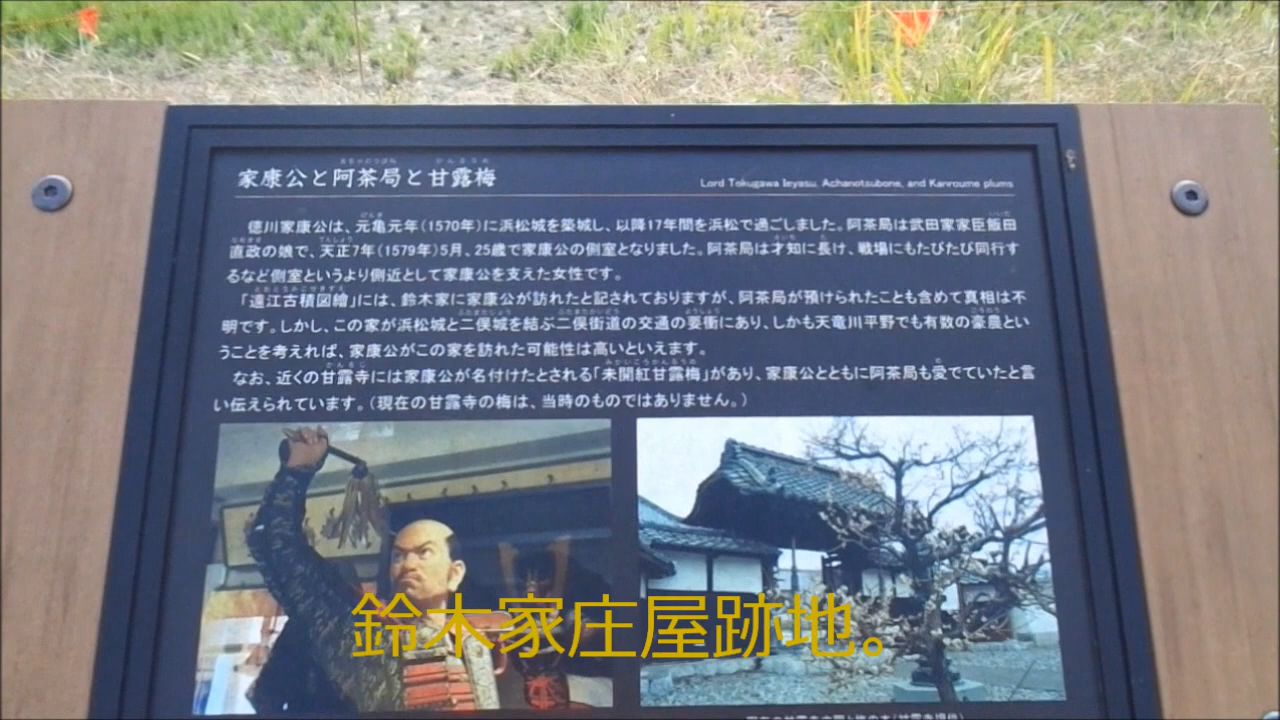 家康公と阿茶局と甘露梅
Lord Tokugawa Ieyasu, Achanotsubone, and Kanroume plums
徳川家康公は、元亀元年(1570年)に浜松城を築城し、以降17年間を浜松で過ごしました。阿茶局は武田家家臣飯田
直政の娘で、天正7年(1579年)5月、25歳で家康公の側室となりました。阿茶局は才知に長け、戦場にもたびたび同行す
るなど側室というより側近として家康公を支えた女性です。
「遠江古積図繪」には、鈴木家に家康公が訪れたと記されておりますが、阿茶局が預けられたことも含めて真相は不
明です。しかし、この家が浜松城と二俣城を結ぶ二俣街道の交通の要衝にあり、しかも天竜川平野でも有数の豪農とい
うことを考えれば、家康公がこの家を訪れた可能性は高いといえます。
なお、近くの甘露寺には家康公が名付けたとされる「未開紅甘露梅」があり、家康公とともに阿茶局も愛でていたと言
い伝えられています。(現在の甘露寺の梅は、当時のものではありません。)
鈴木家庄屋跡地。